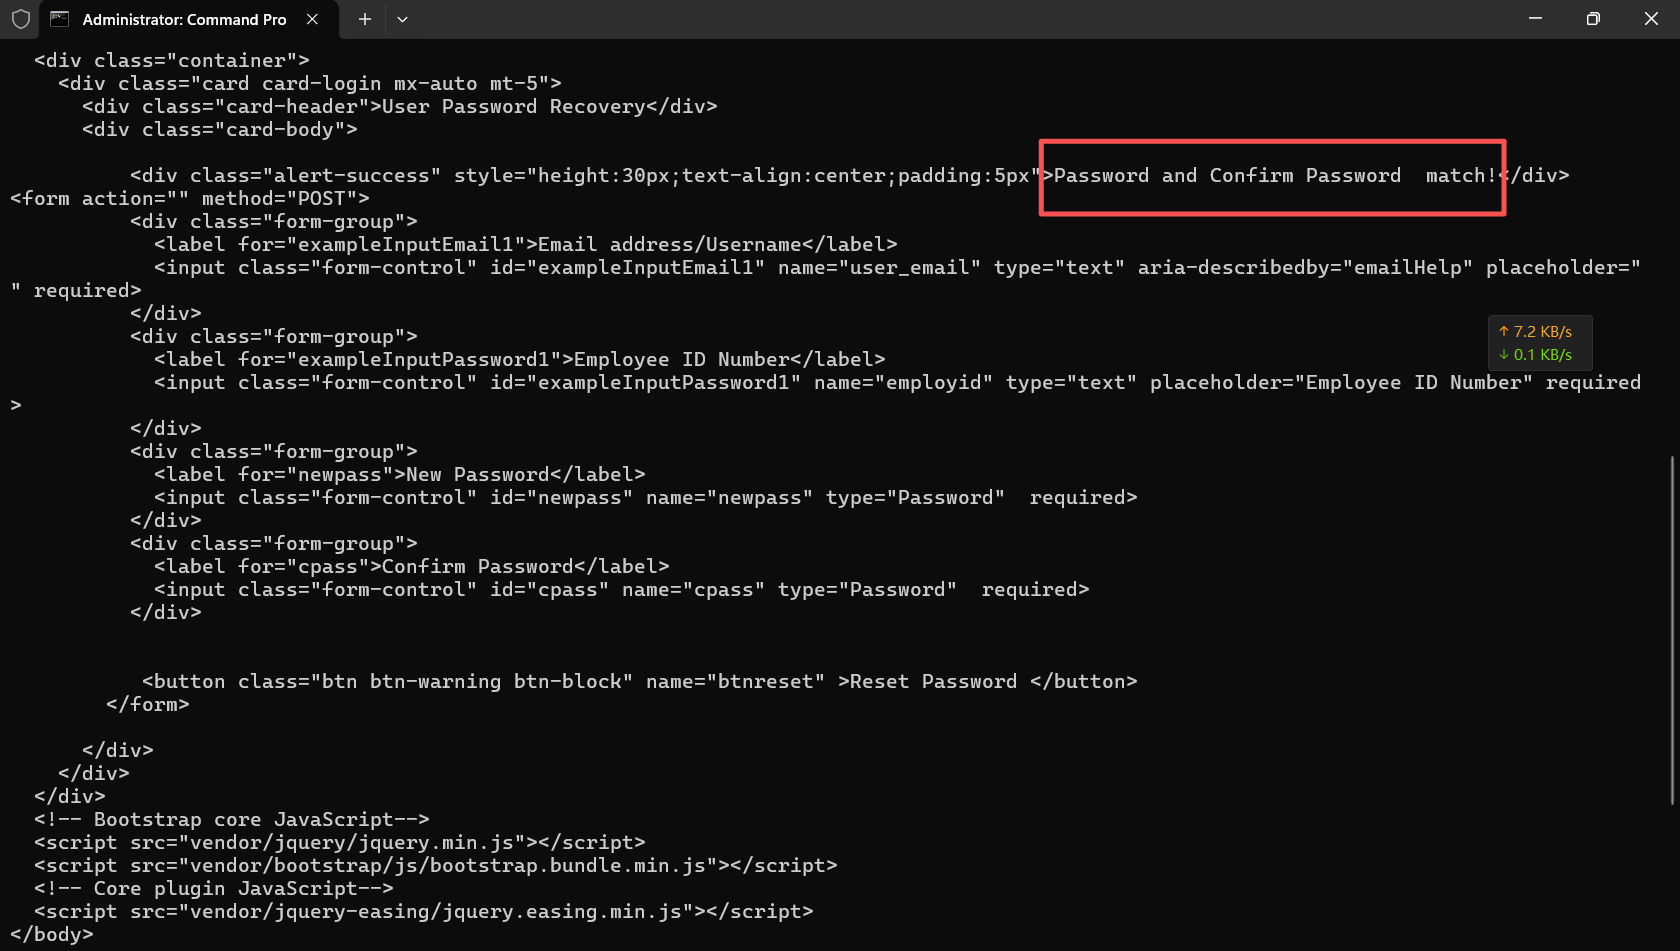 Administrator: Command Pro
<div class="container">
<div class="card card-login mx-auto mt-5">
<div class="card-header">User Password Recovery</div>
<div class="card-body">
<div class="alert-success" style="height:30px;text-align:center;padding:5px">Password and Confirm Password  match!</div>
<form action="" method="POST">
<div class="form-group">
<label for="exampleInputEmail1">Email address/Username</label>
<input class="form-control" id="exampleInputEmail1" name="user_email" type="text" aria-describedby="emailHelp" placeholder="
" required>
</div>
↑ 7.2 KB/s
<div class="form-group">
↓ 0.1 KB/s
<label for="exampleInputPassword1">Employee ID Number</label>
<input class="form-control" id="exampleInputPassword1" name="employid" type="text" placeholder="Employee ID Number" required
>
</div>
<div class="form-group">
<label for="newpass">New Password</label>
<input class="form-control" id="newpass" name="newpass" type="Password"  required>
</div>
<div class="form-group">
<label for="cpass">Confirm Password</label>
<input class="form-control" id="cpass" name="cpass" type="Password"  required>
</div>
<button class="btn btn-warning btn-block" name="btnreset" >Reset Password </button>
</form>
</div>
</div>
</div>
<!-- Bootstrap core JavaScript-->
<script src="vendor/jquery/jquery.min.js"></script>
<script src="vendor/bootstrap/js/bootstrap.bundle.min.js"></script>
<!-- Core plugin JavaScript-->
<script src="vendor/jquery-easing/jquery.easing.min.js"></script>
</body>